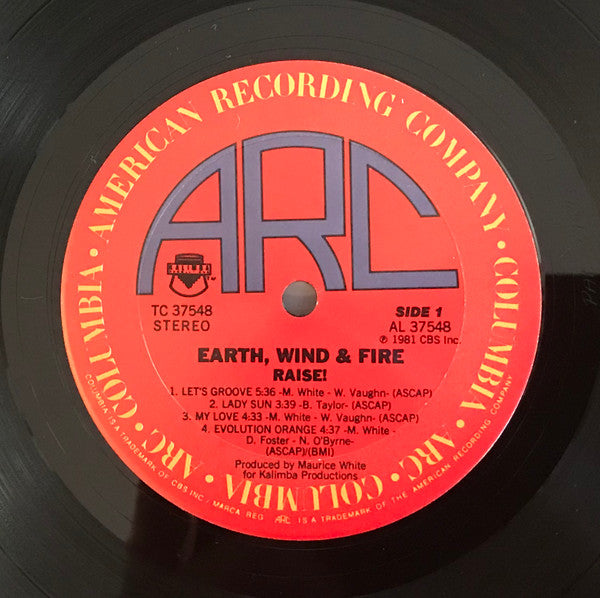 AMERICAN RECORDING COMPANY • COLUMBIA • ARC • COLUMBIA • ARC • COLUMBIA •
ARC
TC 37548
STEREO
SIDE 1
AL 37548
℗ 1981 CBS Inc.
EARTH, WIND & FIRE
RAISE!
1. LET'S GROOVE 5:36 -M. White - W. Vaughn- (ASCAP)
2. LADY SUN 3:39 -B. Taylor- (ASCAP)
3. MY LOVE 4:33 -M. White - W. Vaughn- (ASCAP)
4. EVOLUTION ORANGE 4:37 -M. White -
D. Foster - N. O'Byrne-
(ASCAP)/(BMI)
Produced by Maurice White
for Kalimba Productions
COLUMBIA IS A TRADEMARK OF CBS INC. MARCA REG. ARC IS A TRADEMARK OF THE AMERICAN RECORDING COMPANY